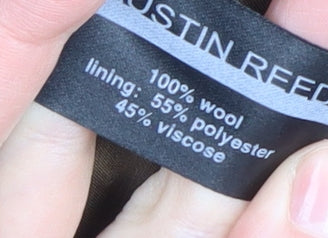 USTIN REED
100% wool
lining: 55% polyester
45% viscose